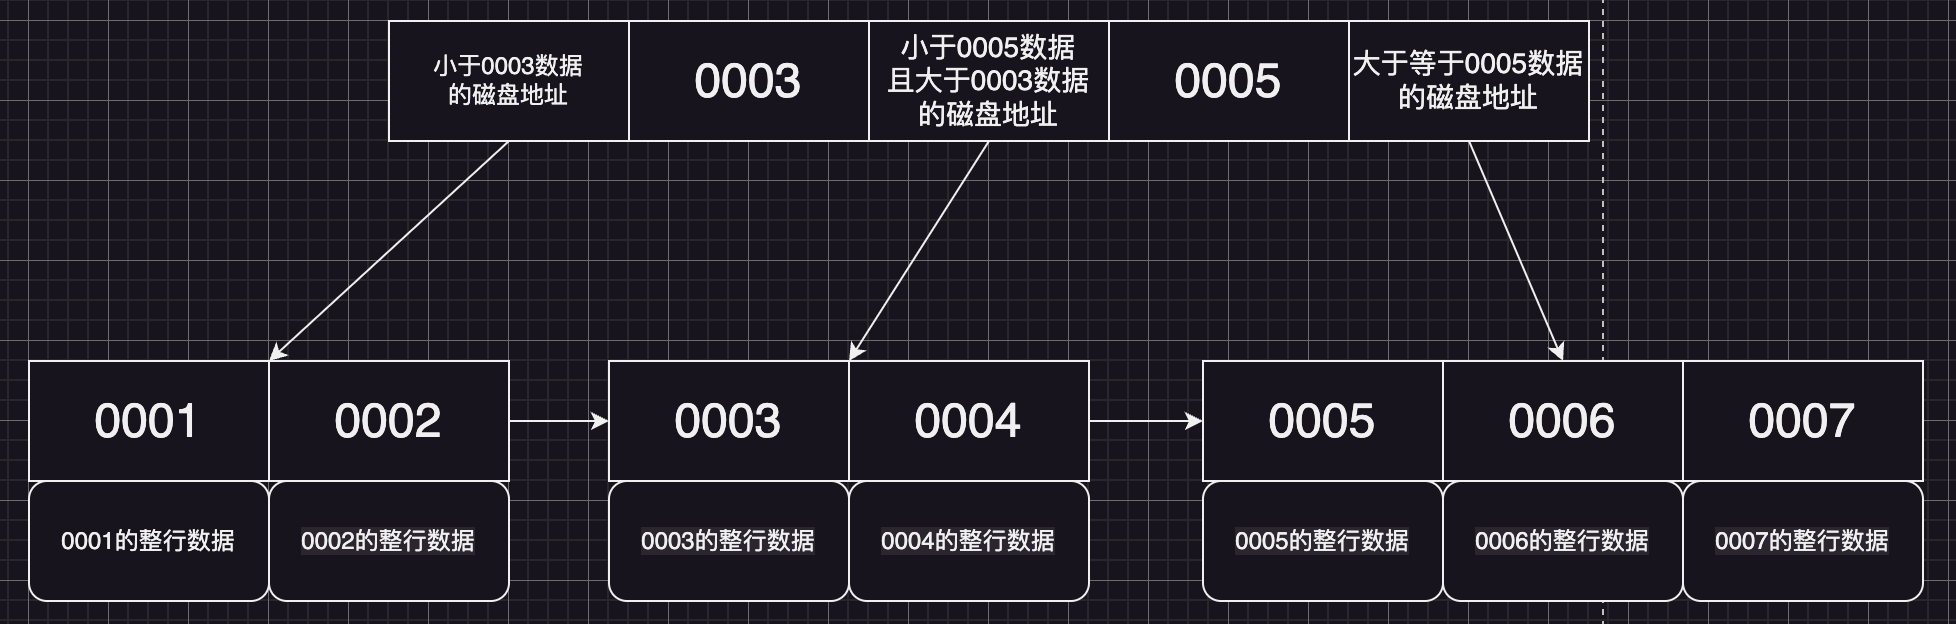 小于0003数据
的磁盘地址
0003
小于0005数据
且大于0003数据
的磁盘地址
0005
大于等于0005数据
的磁盘地址
0001
0002
0003
0004
0005
0006
0007
0001的整行数据
0002的整行数据
0003的整行数据
0004的整行数据
0005的整行数据
0006的整行数据
0007的整行数据